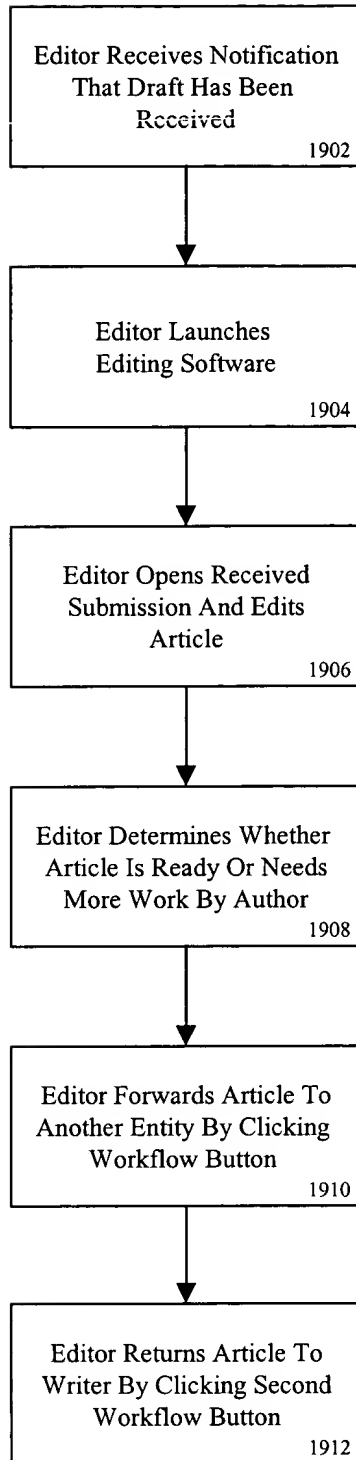 Editor Receives Notification
That Draft Has Been
Received
1902
Editor Launches
Editing Software
1904
Editor Opens Received
Submission And Edits
Article
1906
Editor Determines Whether
Article Is Ready Or Needs
More Work By Author
1908
Editor Forwards Article To
Another Entity By Clicking
Workflow Button
1910
Editor Returns Article To
Writer By Clicking Second
Workflow Button
1912